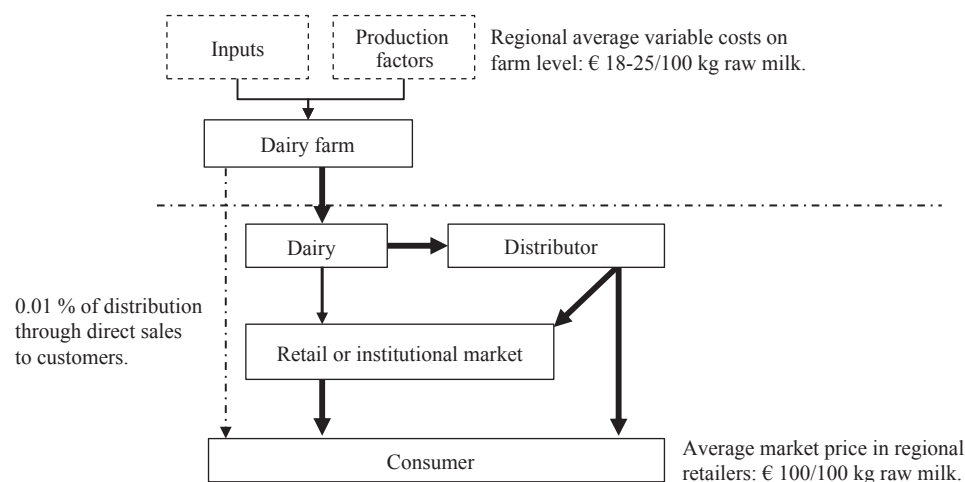 Inputs
Production
factors
Regional average variable costs on
farm level: € 18-25/100 kg raw milk.
Dairy farm
Dairy
Distributor
0.01 % of distribution
through direct sales
to customers.
Retail or institutional market
Consumer
Average market price in regional
retailers: € 100/100 kg raw milk.